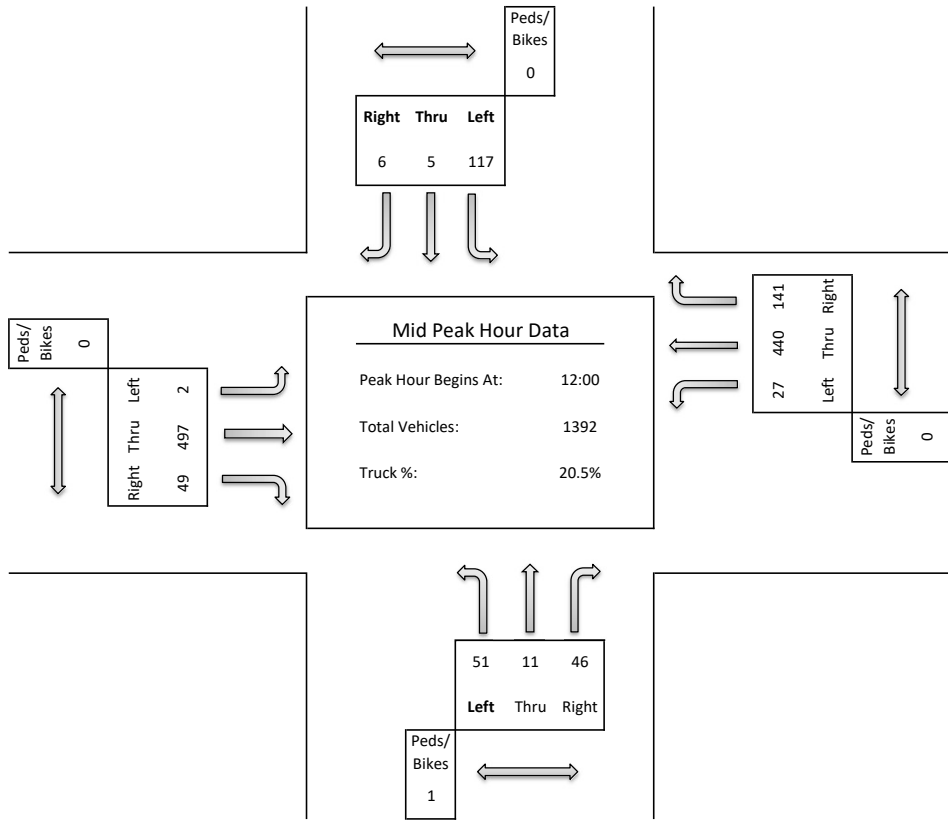 Peds/
Bikes
0
Right Thru Left
6 5 117
141 Right
440 Thru
27 Left
Peds/
Bikes
0
Peds/
Bikes
0
Left 2
Thru 497
Right 49
Mid Peak Hour Data
Peak Hour Begins At: 12:00
Total Vehicles: 1392
Truck %: 20.5%
51 11 46
Left Thru Right
Peds/
Bikes
1